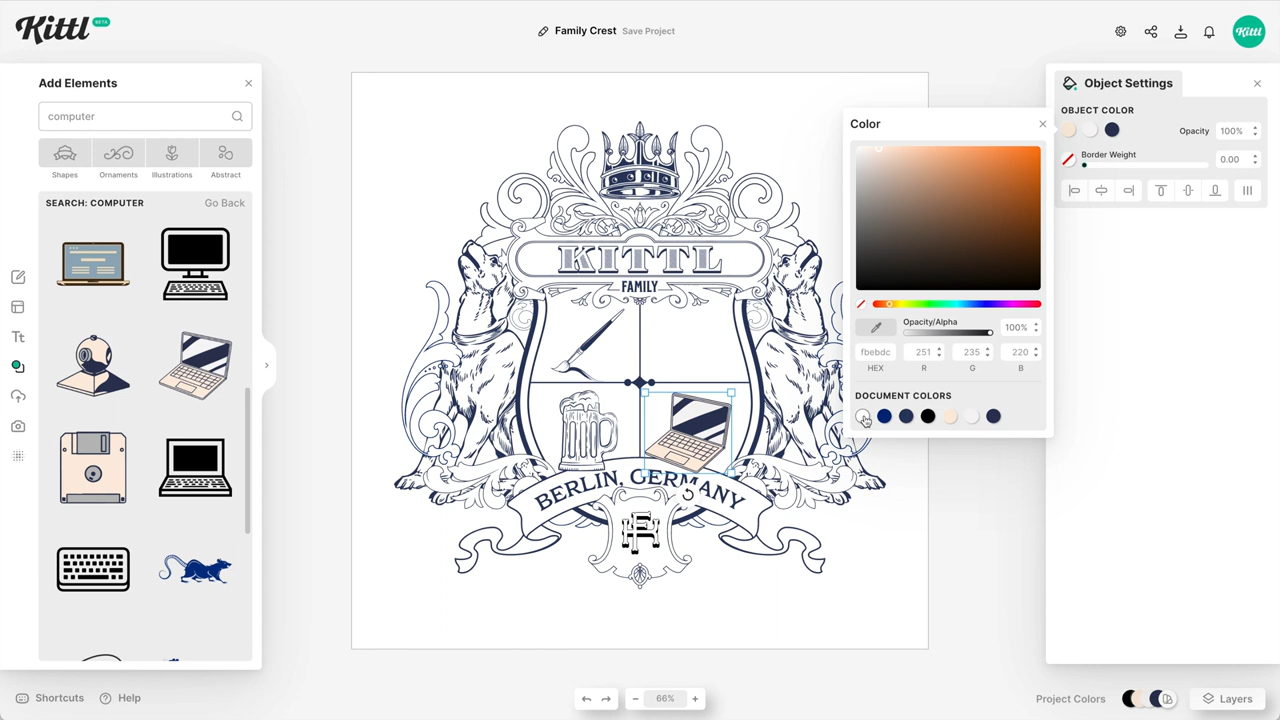 Kittl BETA
Family Crest Save Project
Kittl
Add Elements
computer
Shapes Ornaments Illustrations Abstract
SEARCH: COMPUTER Go Back
KITTL
FAMILY
BERLIN, GERMANY
Color
Opacity/Alpha
100%
fbebdc 251 235 220
HEX R G B
DOCUMENT COLORS
Object Settings
OBJECT COLOR
Opacity 100%
Border Weight
0.00
Shortcuts Help
66%
Project Colors
Layers